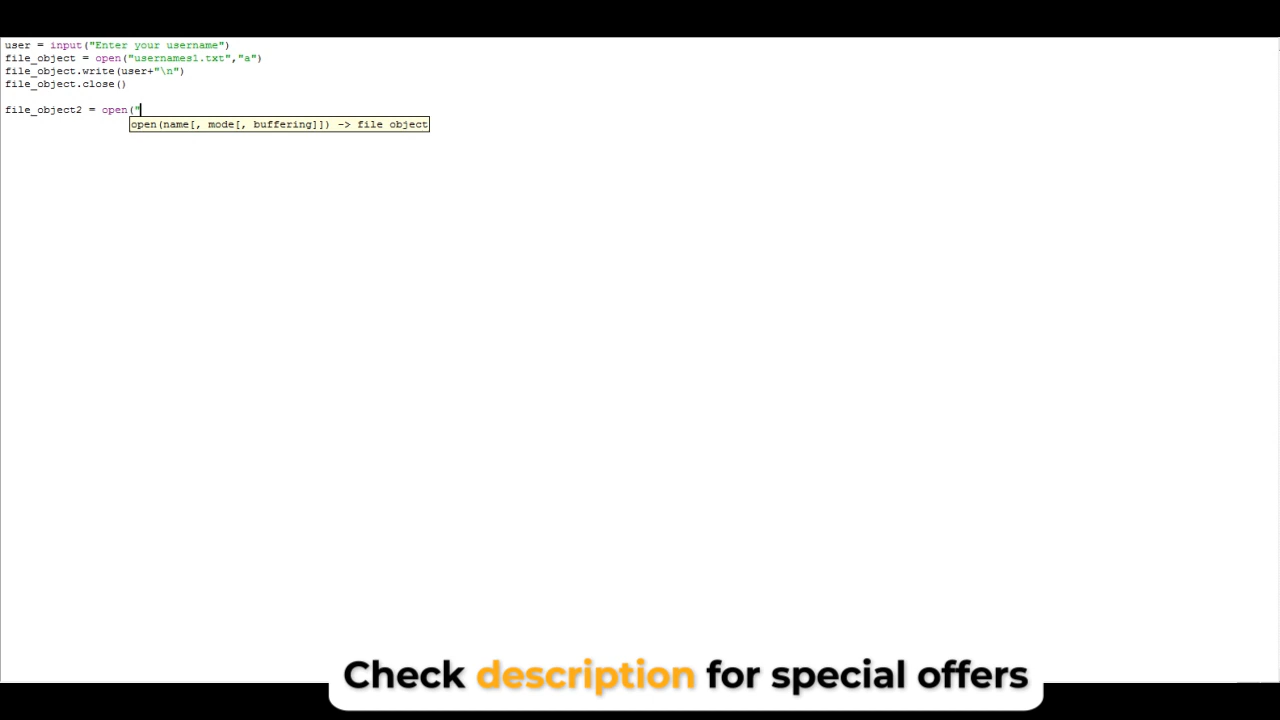 user = input("Enter your username")
file_object = open("usernames1.txt","a")
file_object.write(user+"\n")
file_object.close()
file_object2 = open("
open(name[, mode[, buffering]]) -> file object
Check description for special offers